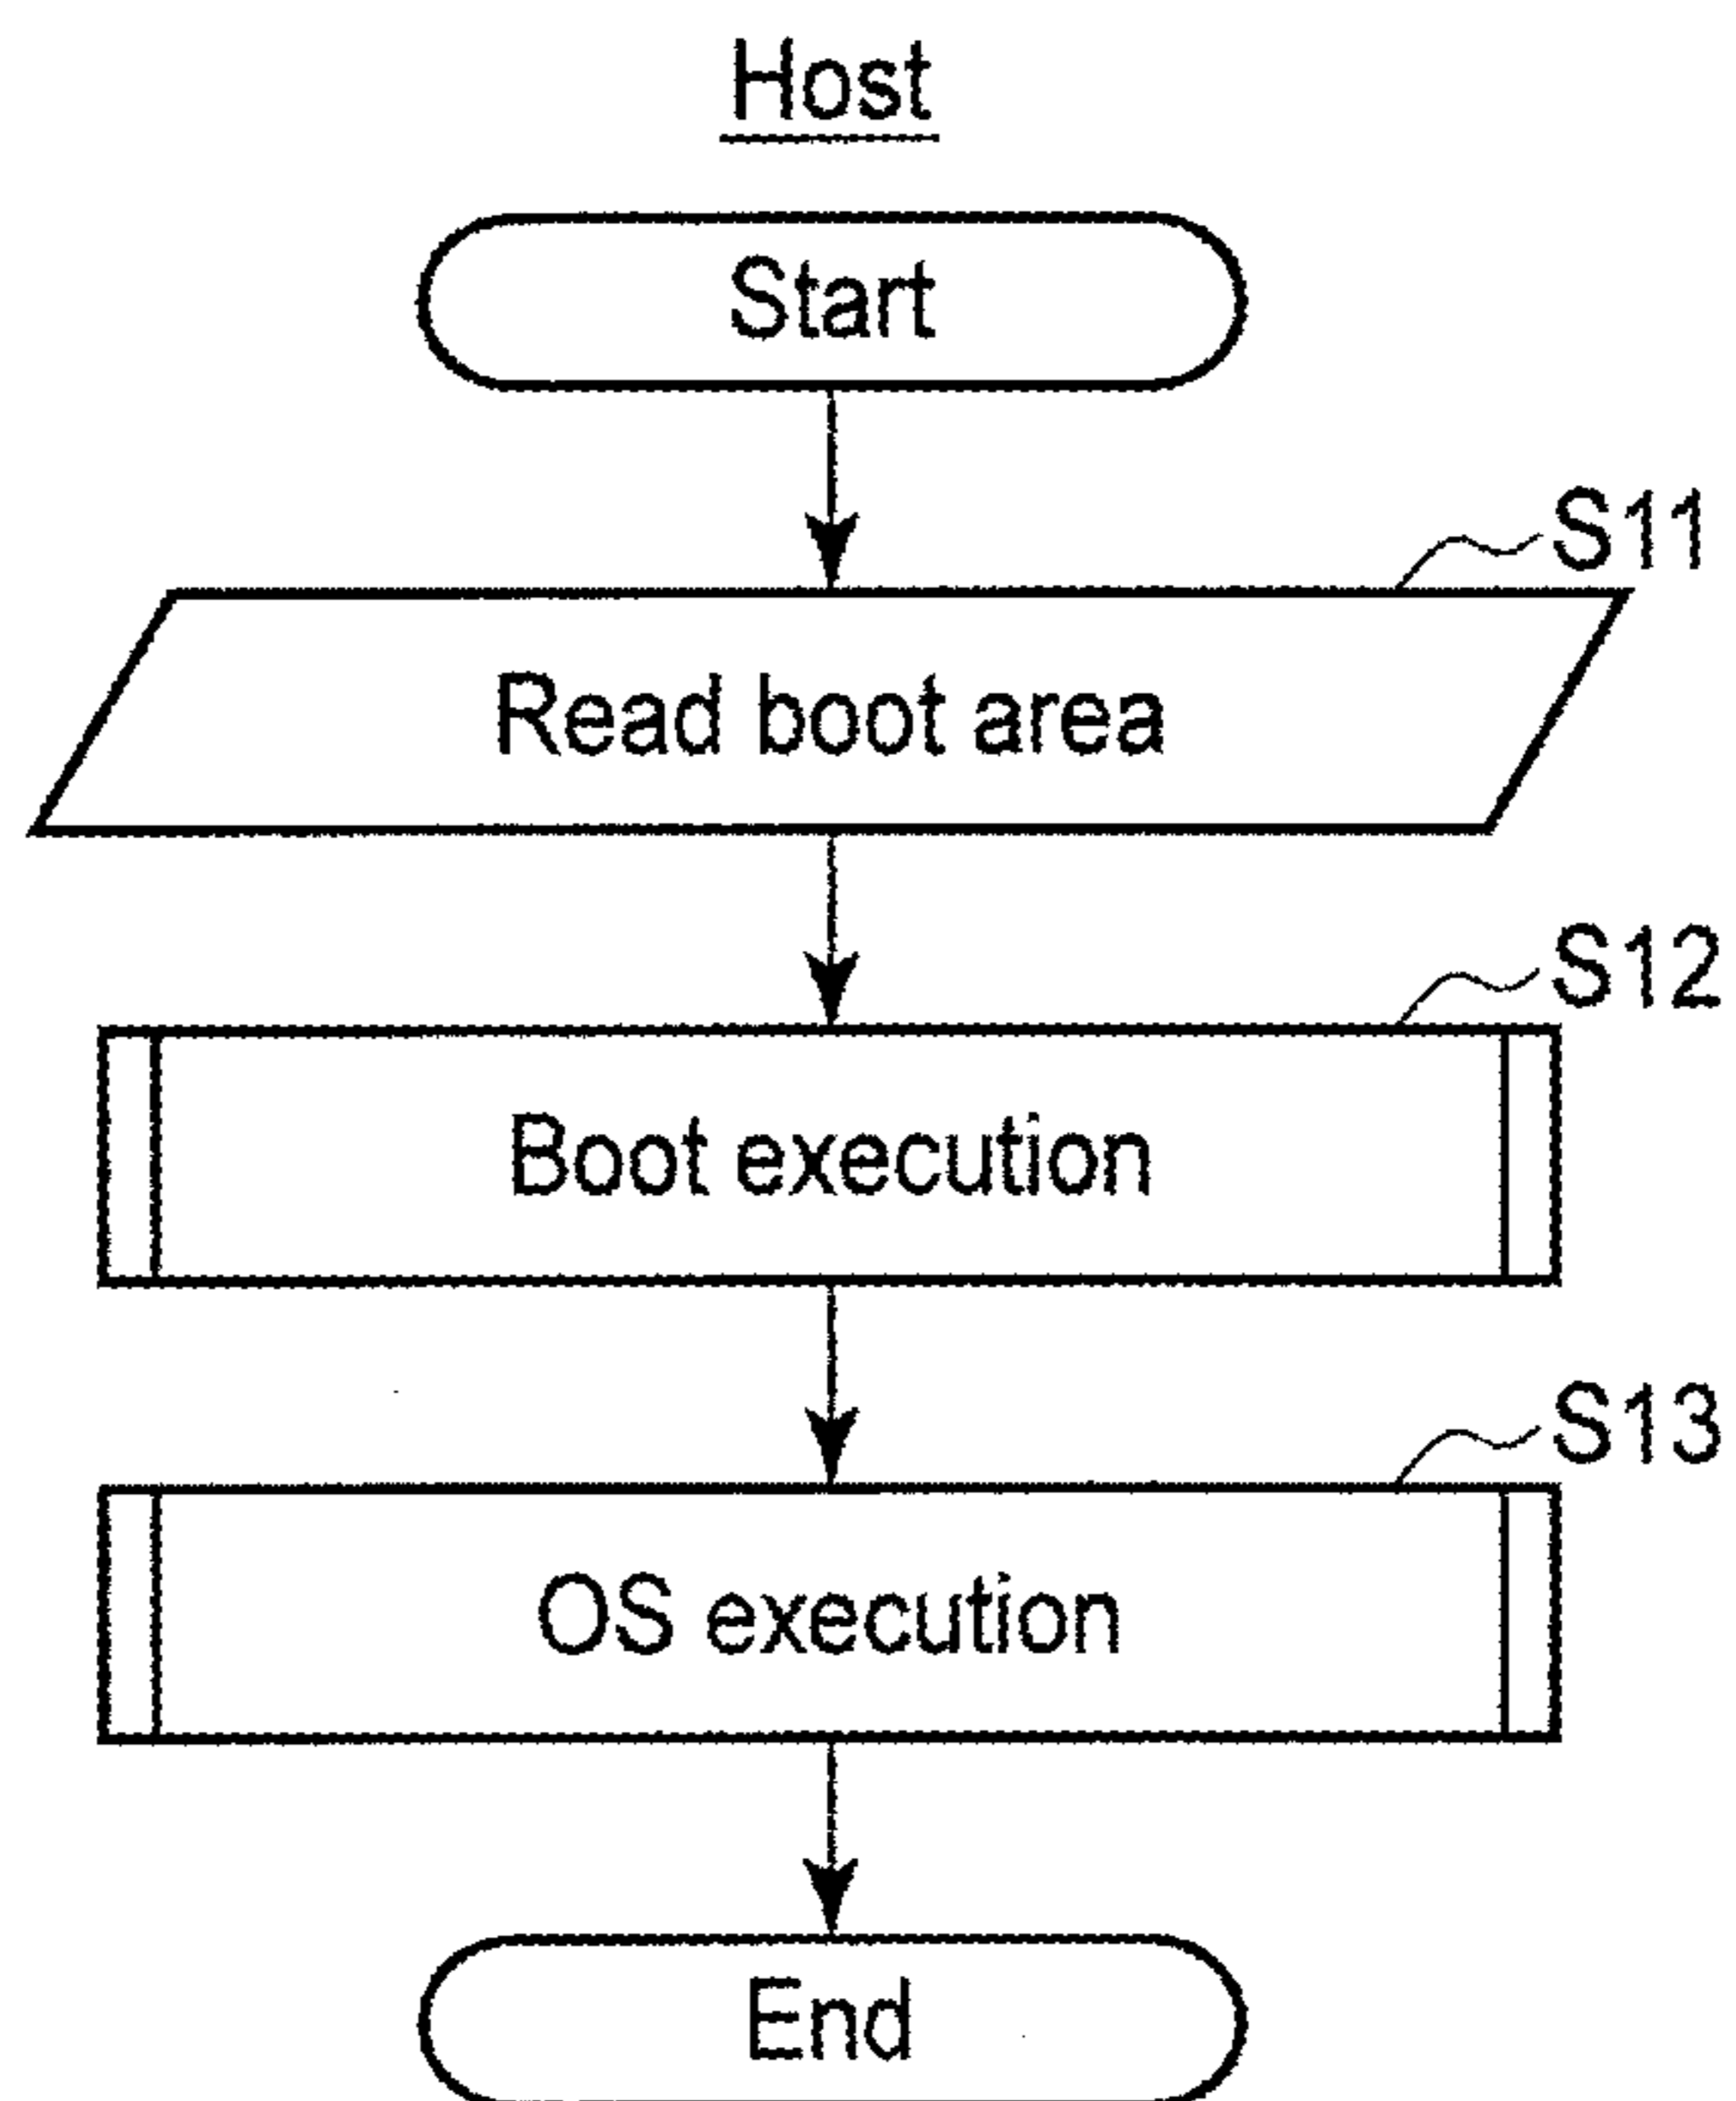 Host
Start
S11
Read boot area
S12
Boot execution
S13
OS execution
End